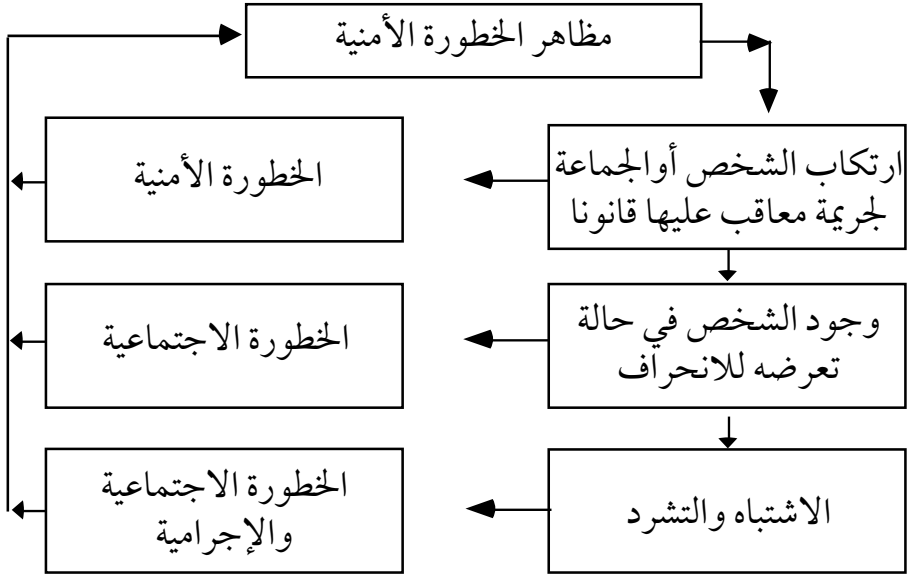 مظاهر الخطورة الأمنية
ارتكاب الشخص أوالجماعة
لجريمة معاقب عليها قانونا
الخطورة الأمنية
وجود الشخص في حالة
تعرضه للانحراف
الخطورة الاجتماعية
الاشتباه والتشرد
الخطورة الاجتماعية
والإجرامية